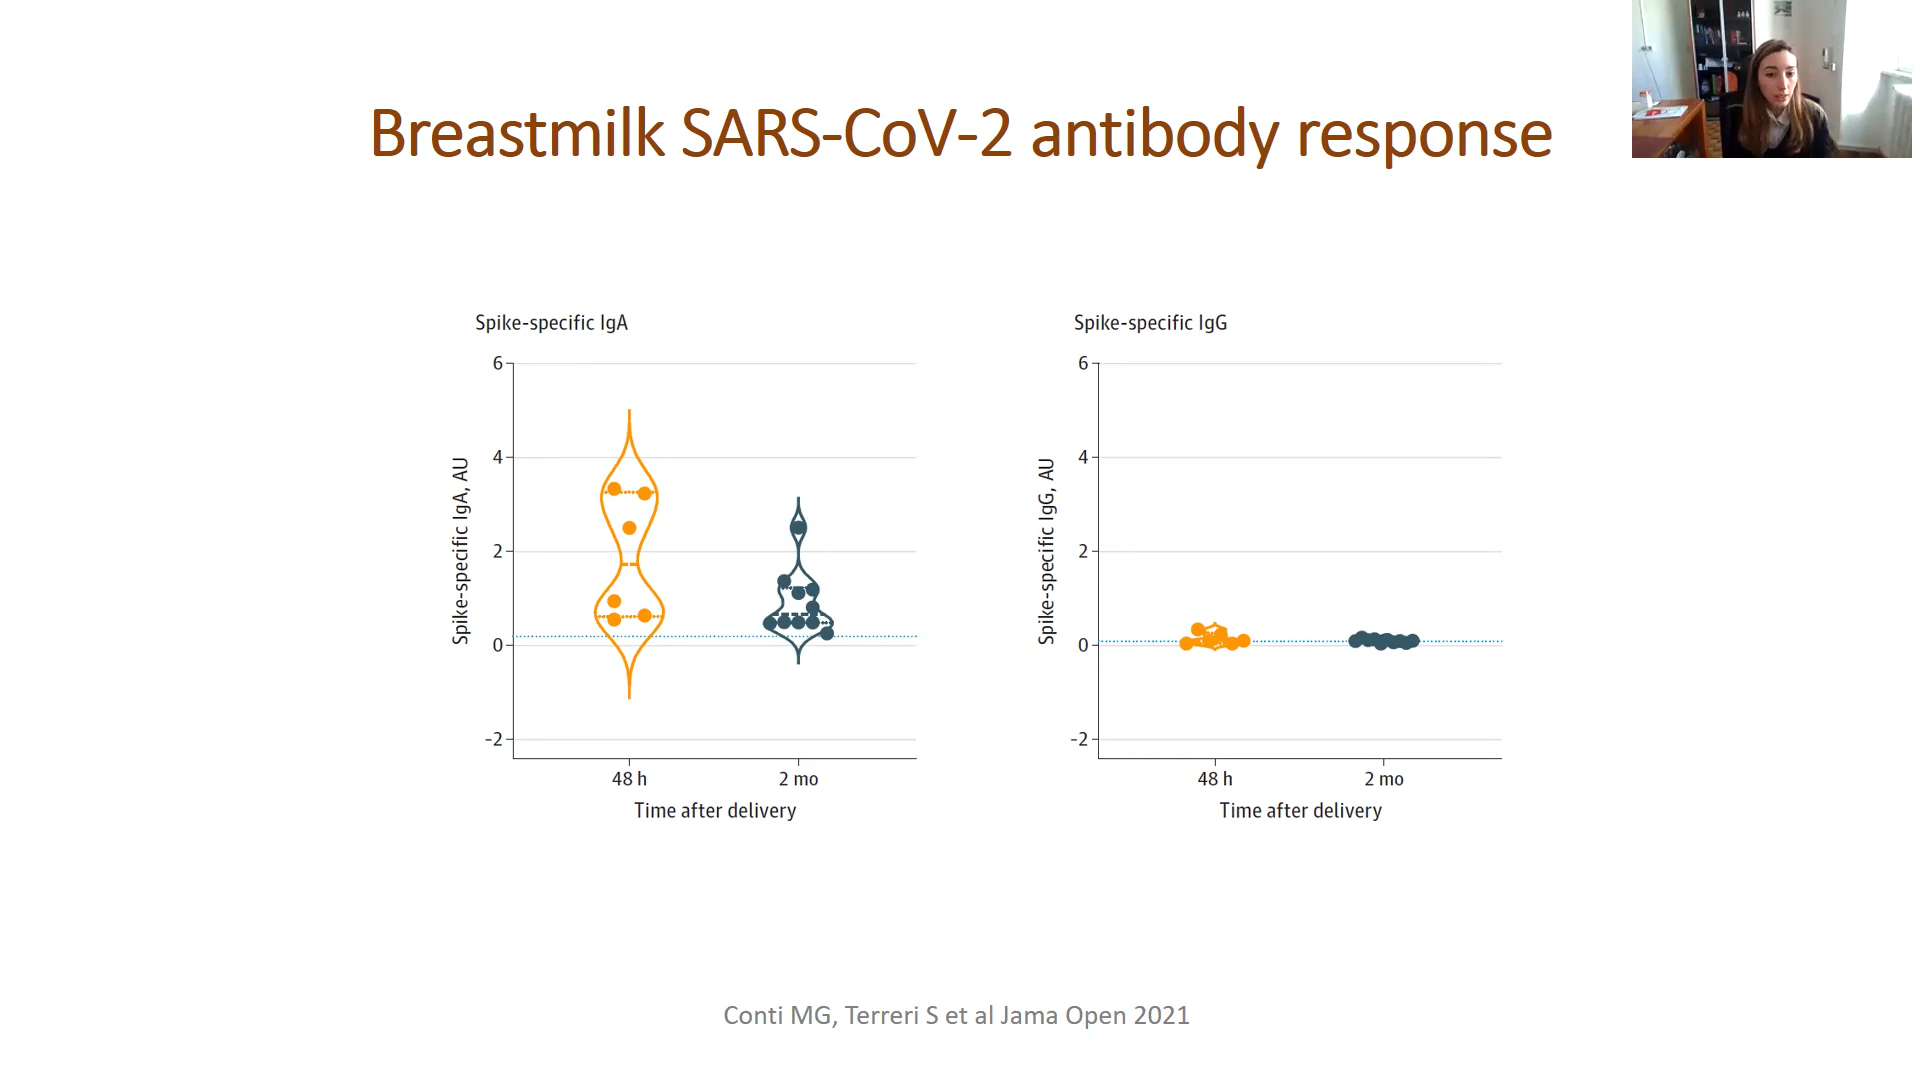 Breastmilk SARS-CoV-2 antibody response
Spike-specific IgA
6
4
2
0
-2
Spike-specific IgA, AU
48 h
2 mo
Time after delivery
Spike-specific IgG
6
4
2
0
-2
Spike-specific IgG, AU
48 h
2 mo
Time after delivery
Conti MG, Terreri S et al Jama Open 2021